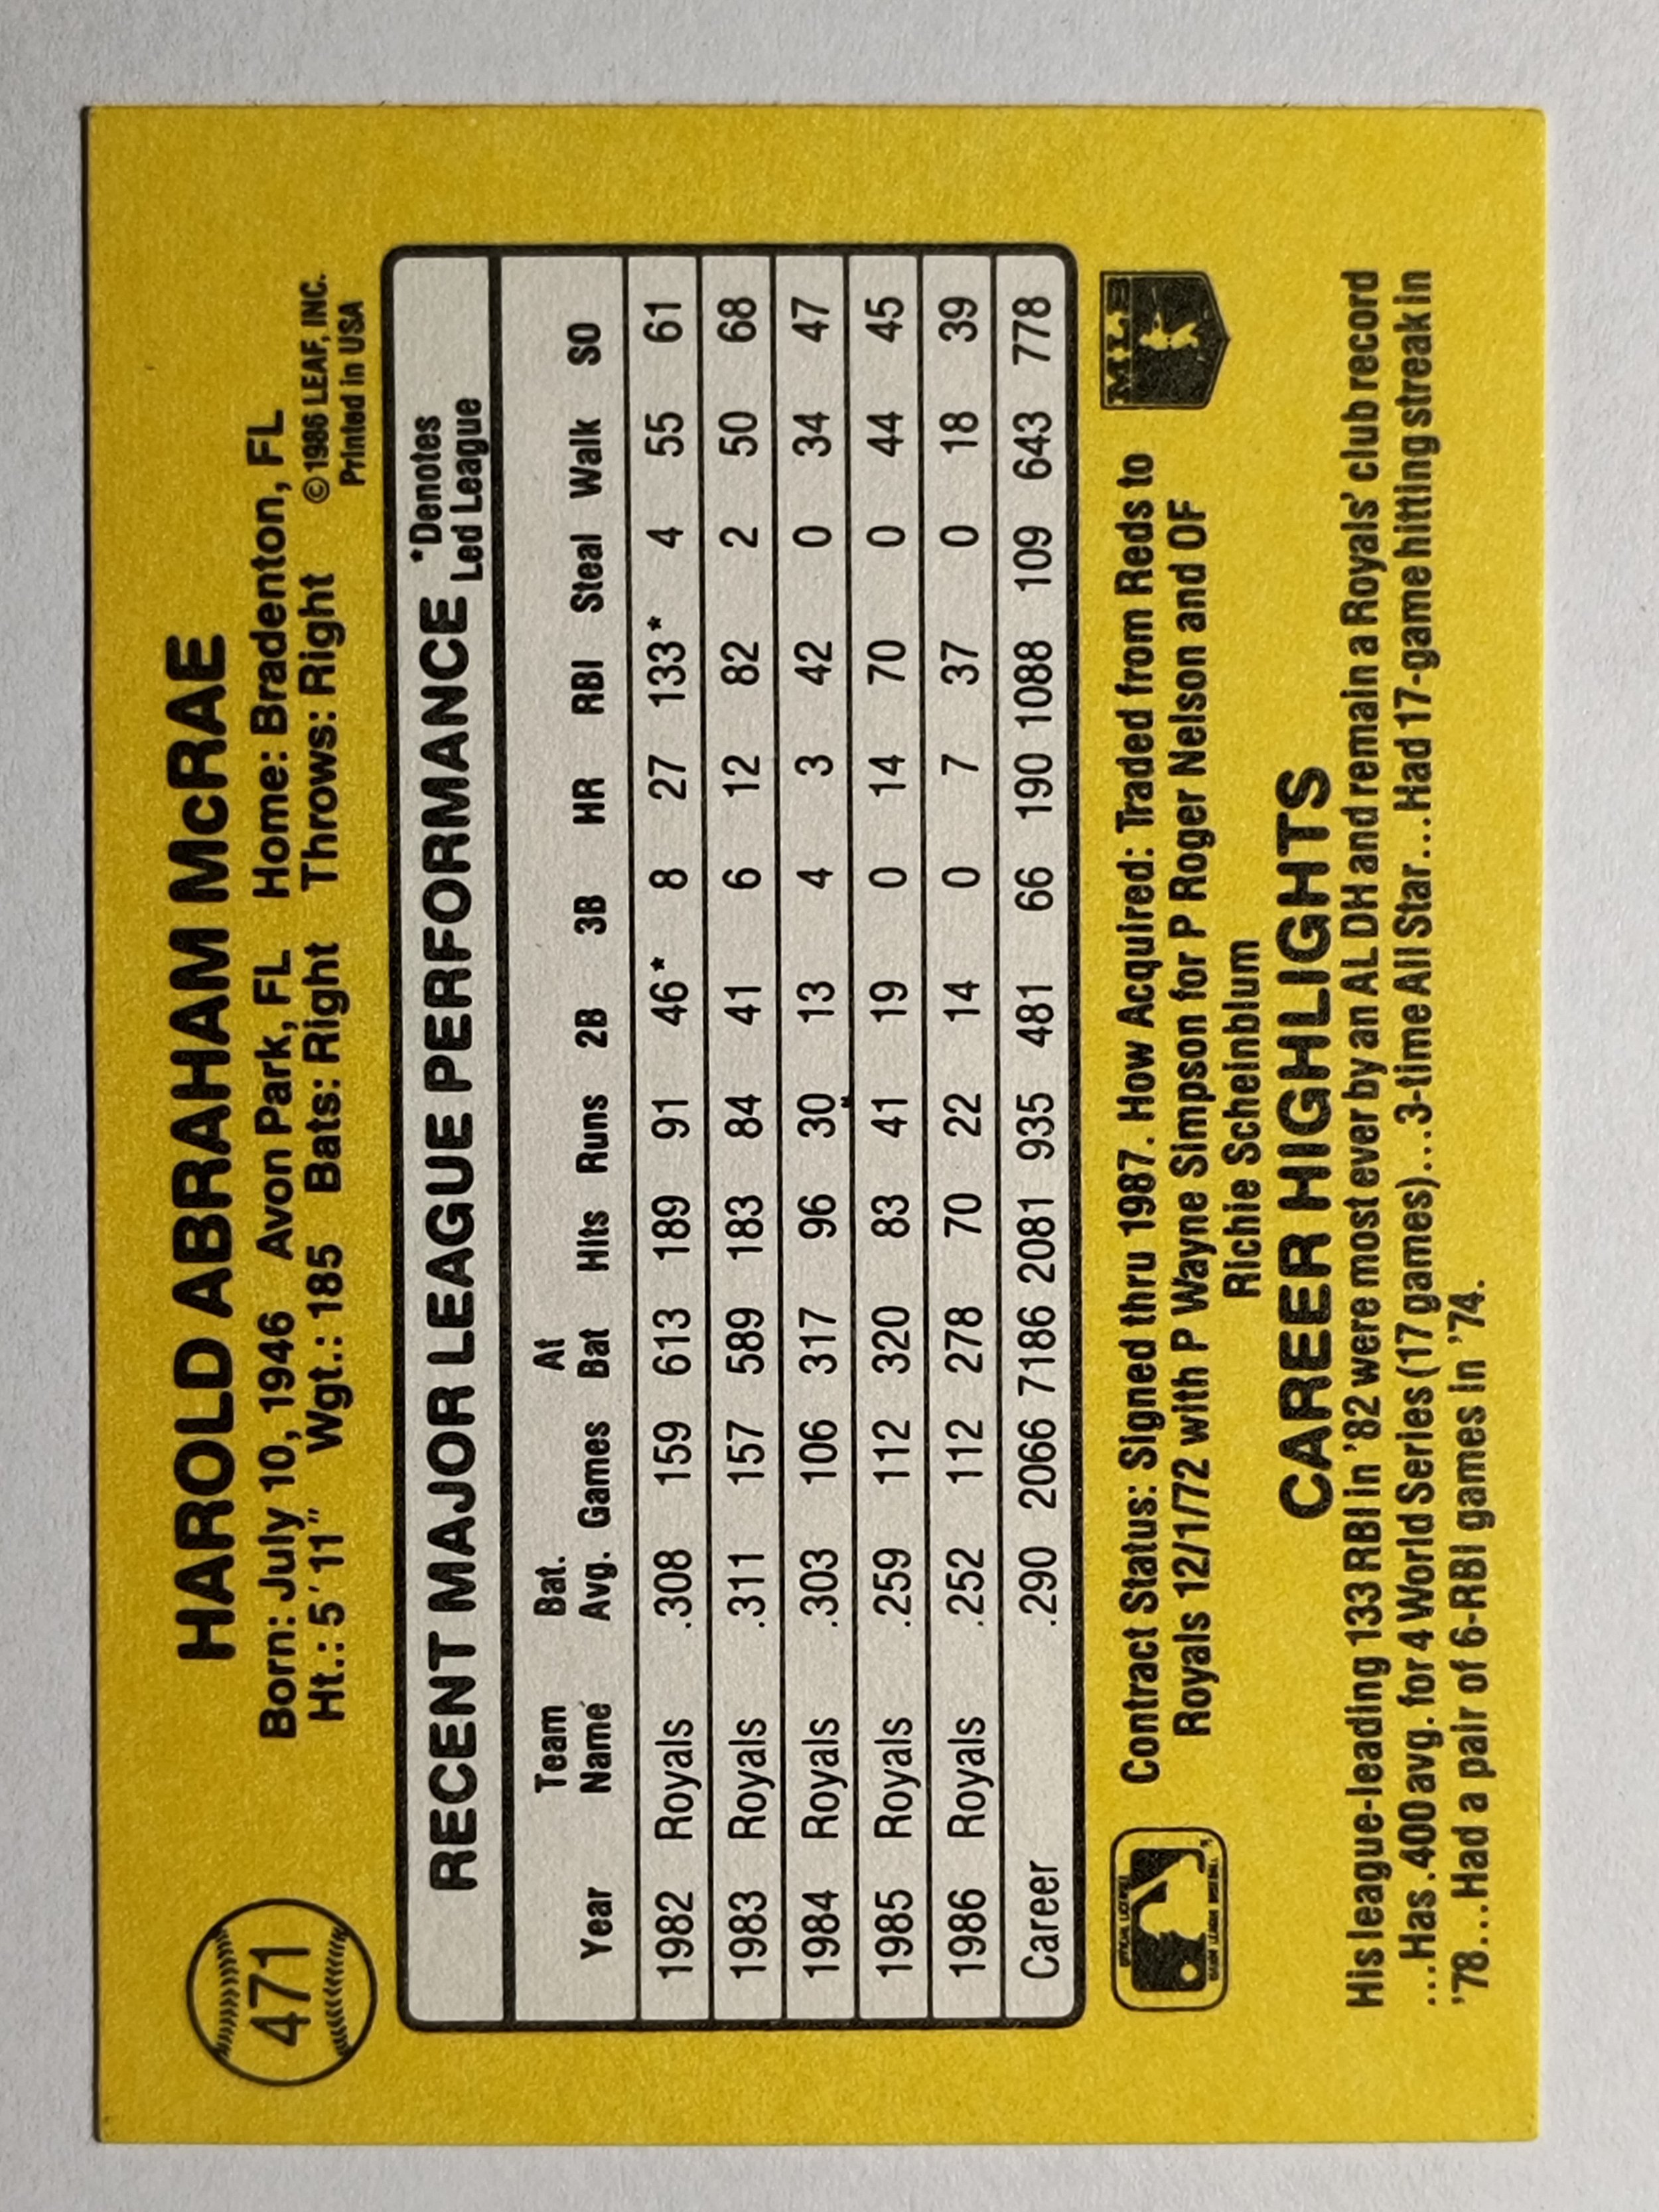 471
HAROLD ABRAHAM McRAE
Born: July 10, 1946 Avon Park, FL Home: Bradenton, FL
Ht.: 5' 11" Wgt.: 185 Bats: Right Throws: Right
©1986 LEAF, INC.
Printed in USA
RECENT MAJOR LEAGUE PERFORMANCE
*Denotes
Led League
Year Team Name Bat. Avg. Games At Bat Hits Runs 2B 3B HR RBI Steal Walk SO
1982 Royals .308 159 613 189 91 46* 8 27 133* 4 55 61
1983 Royals .311 157 589 183 84 41 6 12 82 2 50 68
1984 Royals .303 106 317 96 30 13 4 3 42 0 34 47
1985 Royals .259 112 320 83 41 19 0 14 70 0 44 45
1986 Royals .252 112 278 70 22 14 0 7 37 0 18 39
Career .290 2066 7186 2081 935 481 66 190 1088 109 643 778
Contract Status: Signed thru 1987. How Acquired: Traded from Reds to
Royals 12/1/72 with P Wayne Simpson for P Roger Nelson and OF
Richie Scheinblum
MLB
CAREER HIGHLIGHTS
His league-leading 133 RBI in '82 were most ever by an AL DH and remain a Royals' club record
...Has .400 avg. for 4 World Series (17 games)...3-time All Star...Had 17-game hitting streak in
'78...Had a pair of 6-RBI games in '74.